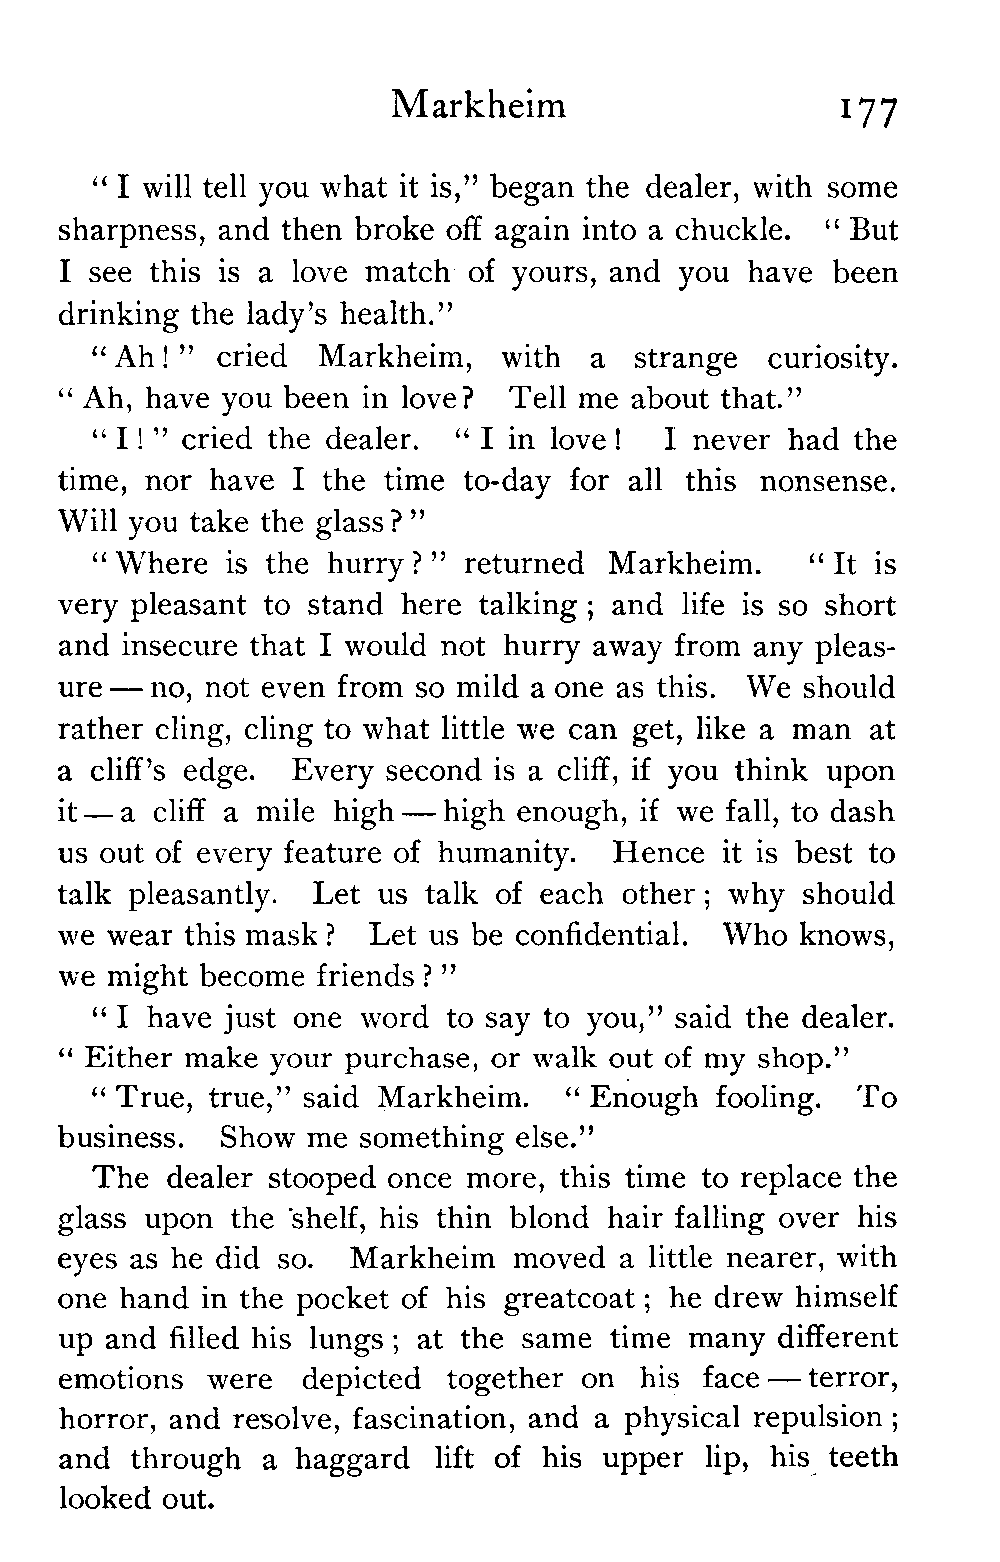 Markheim 177
“ I will tell you what it is,” began the dealer, with some
sharpness, and then broke off again into a chuckle. “ But
I see this is a love match of yours, and you have been
drinking the lady’s health.”
“ Ah ! ” cried Markheim, with a strange curiosity.
“ Ah, have you been in love? Tell me about that.”
“ I ! ” cried the dealer. “ I in love ! I never had the
time, nor have I the time to-day for all this nonsense.
Will you take the glass ? ”
“ Where is the hurry ? ” returned Markheim. “ It is
very pleasant to stand here talking ; and life is so short
and insecure that I would not hurry away from any pleas-
ure — no, not even from so mild a one as this. We should
rather cling, cling to what little we can get, like a man at
a cliff’s edge. Every second is a cliff, if you think upon
it — a cliff a mile high — high enough, if we fall, to dash
us out of every feature of humanity. Hence it is best to
talk pleasantly. Let us talk of each other ; why should
we wear this mask ? Let us be confidential. Who knows,
we might become friends ? ”
“ I have just one word to say to you,” said the dealer.
“ Either make your purchase, or walk out of my shop.”
“ True, true,” said Markheim. “ Enough fooling. To
business. Show me something else.”
The dealer stooped once more, this time to replace the
glass upon the shelf, his thin blond hair falling over his
eyes as he did so. Markheim moved a little nearer, with
one hand in the pocket of his greatcoat ; he drew himself
up and filled his lungs ; at the same time many different
emotions were depicted together on his face — terror,
horror, and resolve, fascination, and a physical repulsion ;
and through a haggard lift of his upper lip, his teeth
looked out.